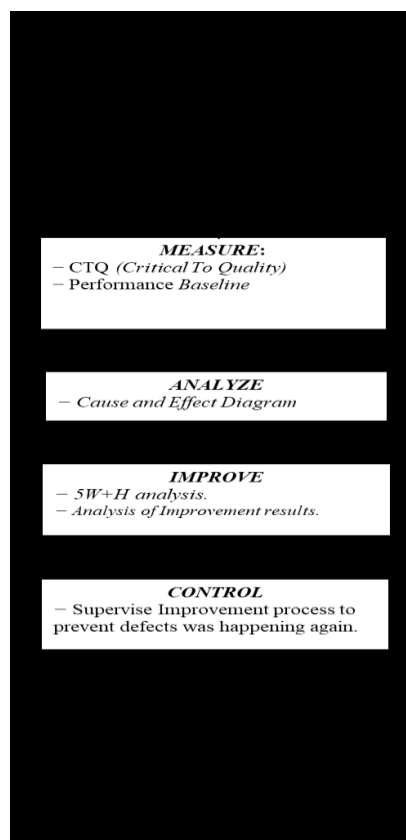 MEASURE:
− CTQ (Critical To Quality)
− Performance Baseline
ANALYZE
− Cause and Effect Diagram
IMPROVE
− 5W+H analysis.
− Analysis of Improvement results.
CONTROL
− Supervise Improvement process to
prevent defects was happening again.